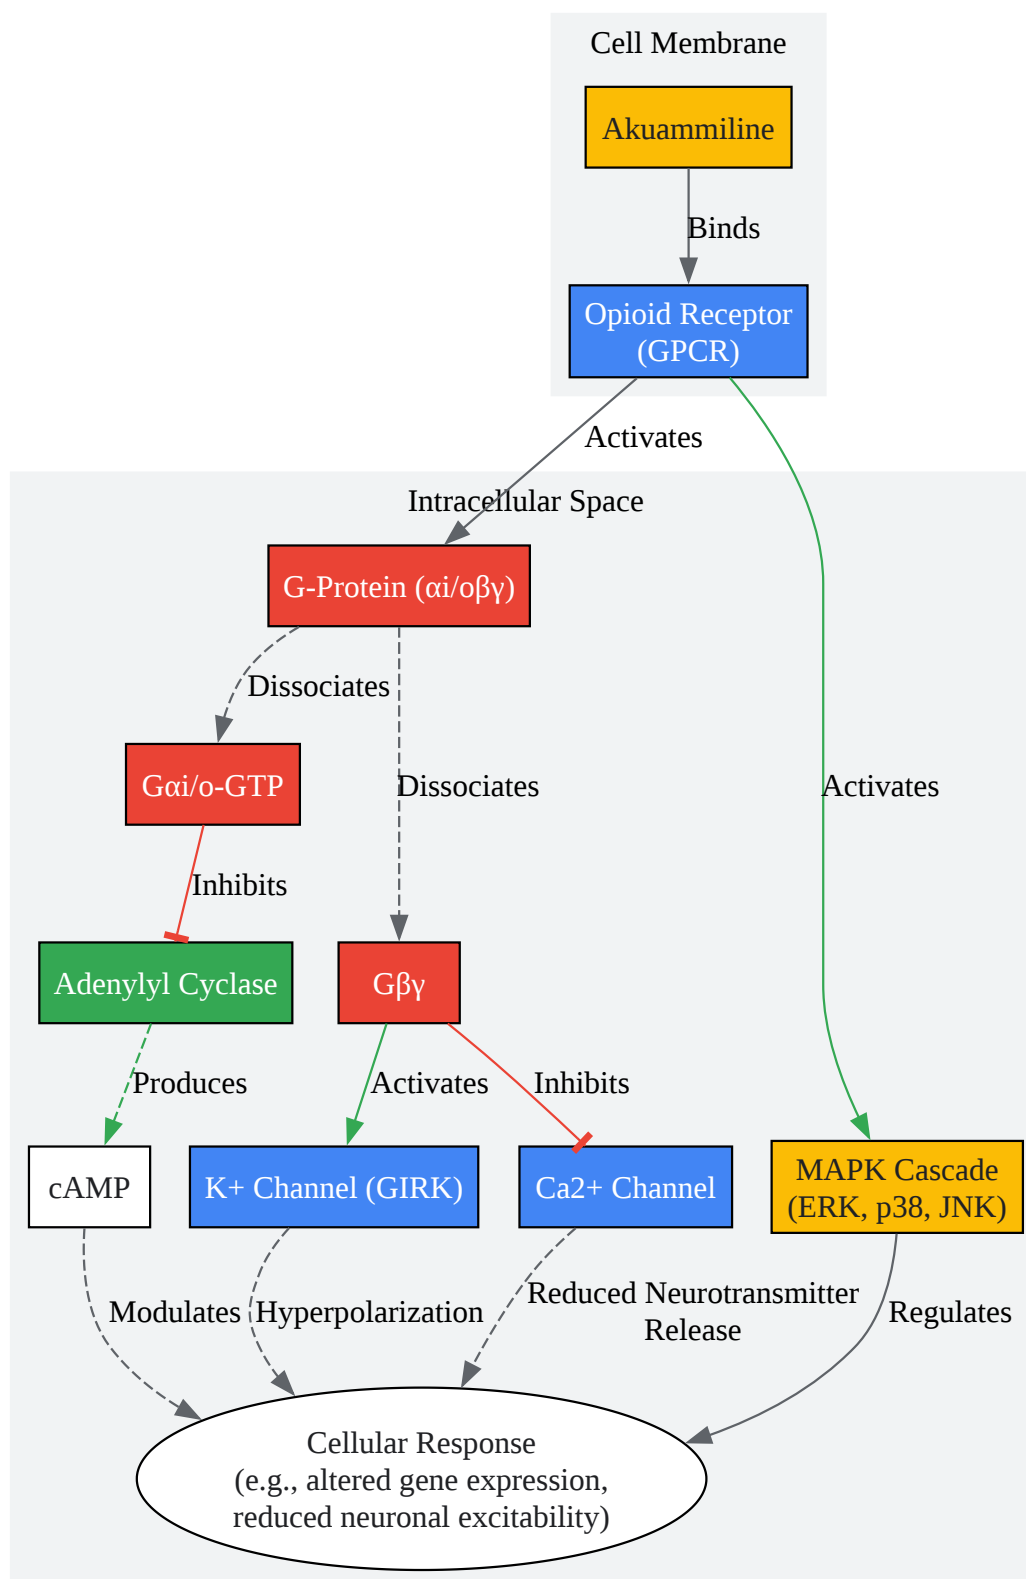 Cell Membrane
Akuammiline
Binds
Opioid Receptor
(GPCR)
Activates
Intracellular Space
G-Protein (αi/oβγ)
Dissociates
Gαi/o-GTP
Dissociates
Activates
Inhibits
Adenylyl Cyclase
Gβγ
Produces
Activates
Inhibits
cAMP
K+ Channel (GIRK)
Ca2+ Channel
MAPK Cascade
(ERK, p38, JNK)
Modulates
Hyperpolarization
Reduced Neurotransmitter
Release
Regulates
Cellular Response
(e.g., altered gene expression,
reduced neuronal excitability)